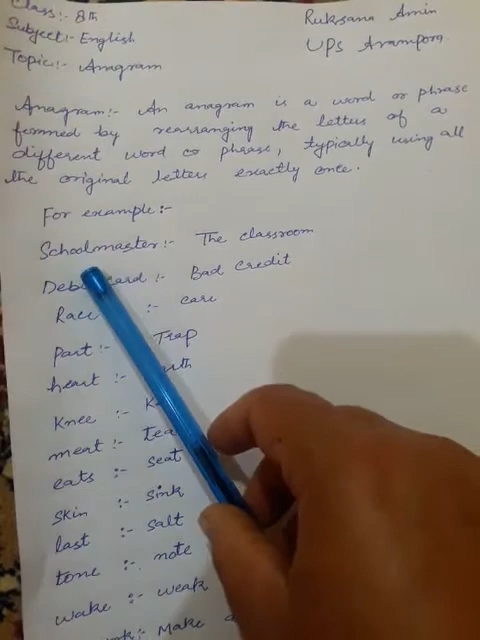 Class:- 8th
Ruksana Amin
Subject:- English
UPS Arampora
Topic:- Anagram
Anagram:- An anagram is a word or phrase
formed by rearranging the letters of a
different word or phrase, typically using all
the original letters exactly once.
For example:-
Schoolmaster:- The classroom
card :- Bad Credit
:- care
part :- Trap
heart :-
Knee :-
meat :-
eats :- seat
skin :- sink
last :- salt
tone :- note
wake :- weak
:- Make a